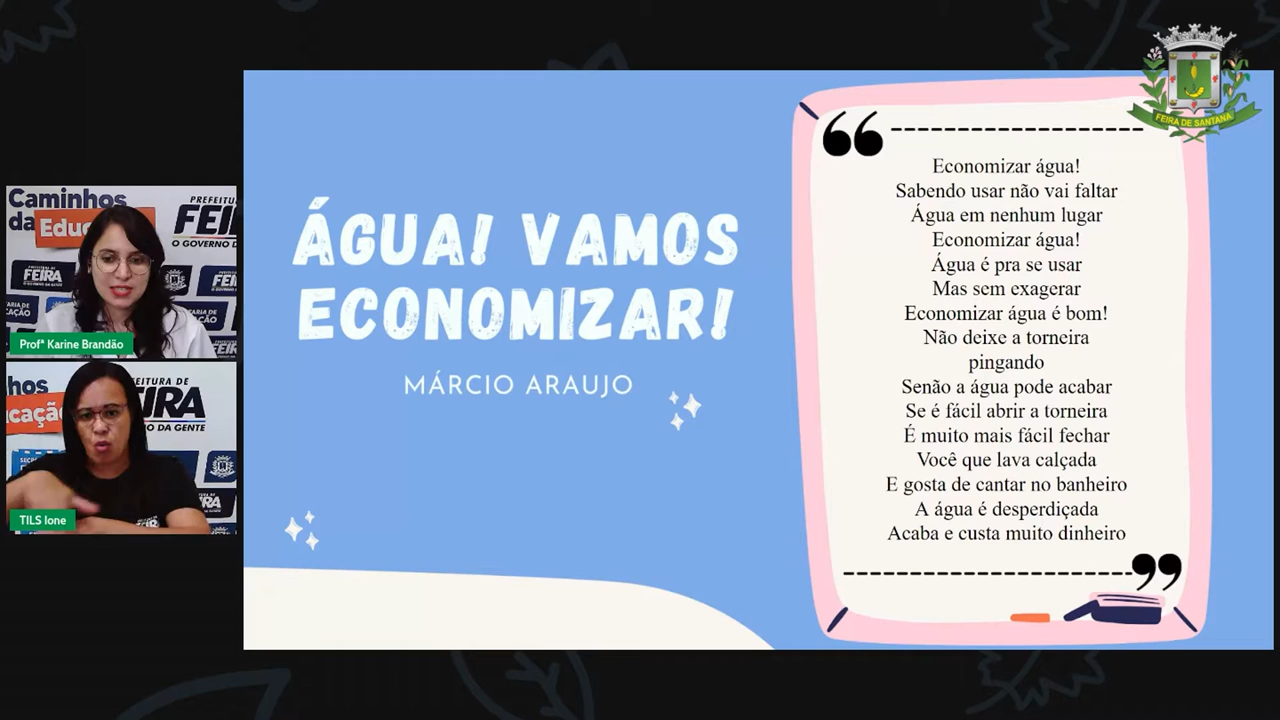 FEIRA DE SANTANA
ÁGUA! VAMOS
ECONOMIZAR!
MÁRCIO ARAUJO
Economizar água!
Sabendo usar não vai faltar
Água em nenhum lugar
Economizar água!
Água é pra se usar
Mas sem exagerar
Economizar água é bom!
Não deixe a torneira
pingando
Senão a água pode acabar
Se é fácil abrir a torneira
É muito mais fácil fechar
Você que lava calçada
E gosta de cantar no banheiro
A água é desperdiçada
Acaba e custa muito dinheiro
Caminhos
da
PREFEITURA
FEIRA
O GOVERNO
Profª Karine Brandão
FEIRA
DA GENTE
TILS Ione